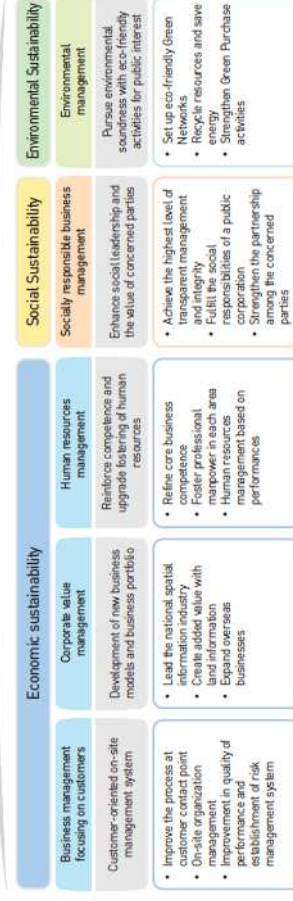 Economic sustainability
Social Sustainability
Environmental Sustainability
Business management
focusing on customers
Corporate value
management
Human resources
management
Socially responsible business
management
Environmental
management
Customer-oriented on-site
management system
Development of new business
models and business portfolio
Reinforce competence and
upgrade fostering of human
resources
Enhance social leadership and
the value of concerned parties
Pursue environmental
soundness with eco-friendly
activities for public interest
• Improve the process at
customer contact point
• On-site organization
management
• Improvement in quality of
performance and
establishment of risk
management system
• Lead the national spatial
information industry
• Create added value with
land information
• Expand overseas
businesses
• Refine core business
competence
• Foster professional
manpower in each area
• Human resources
management based on
performances
• Achieve the highest level of
transparent management
and integrity
• Fulfill the social
responsibilities of a public
corporation
• Strengthen the partnership
among the concerned
parties
• Set up eco-friendly Green
Networks
• Recycle resources and save
energy
• Strengthen Green Purchase
activities